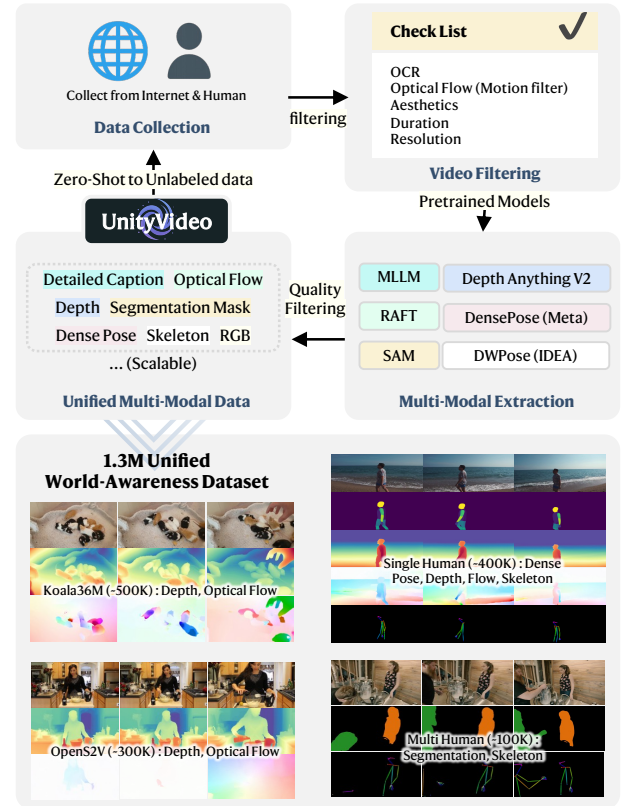 Collect from Internet & Human
Data Collection
filtering
Check List
OCR
Optical Flow (Motion filter)
Aesthetics
Duration
Resolution
Video Filtering
Zero-Shot to Unlabeled data
UnityVideo
Pretrained Models
Detailed Caption Optical Flow
Depth Segmentation Mask
Dense Pose Skeleton RGB
... (Scalable)
Unified Multi-Modal Data
Quality
Filtering
MLLM Depth Anything V2
RAFT DensePose (Meta)
SAM DWPose (IDEA)
Multi-Modal Extraction
1.3M Unified
World-Awareness Dataset
Koala36M (~500K) : Depth, Optical Flow
Single Human (~400K) : Dense
Pose, Depth, Flow, Skeleton
OpenS2V (~300K) : Depth, Optical Flow
Multi Human (~100K) :
Segmentation, Skeleton